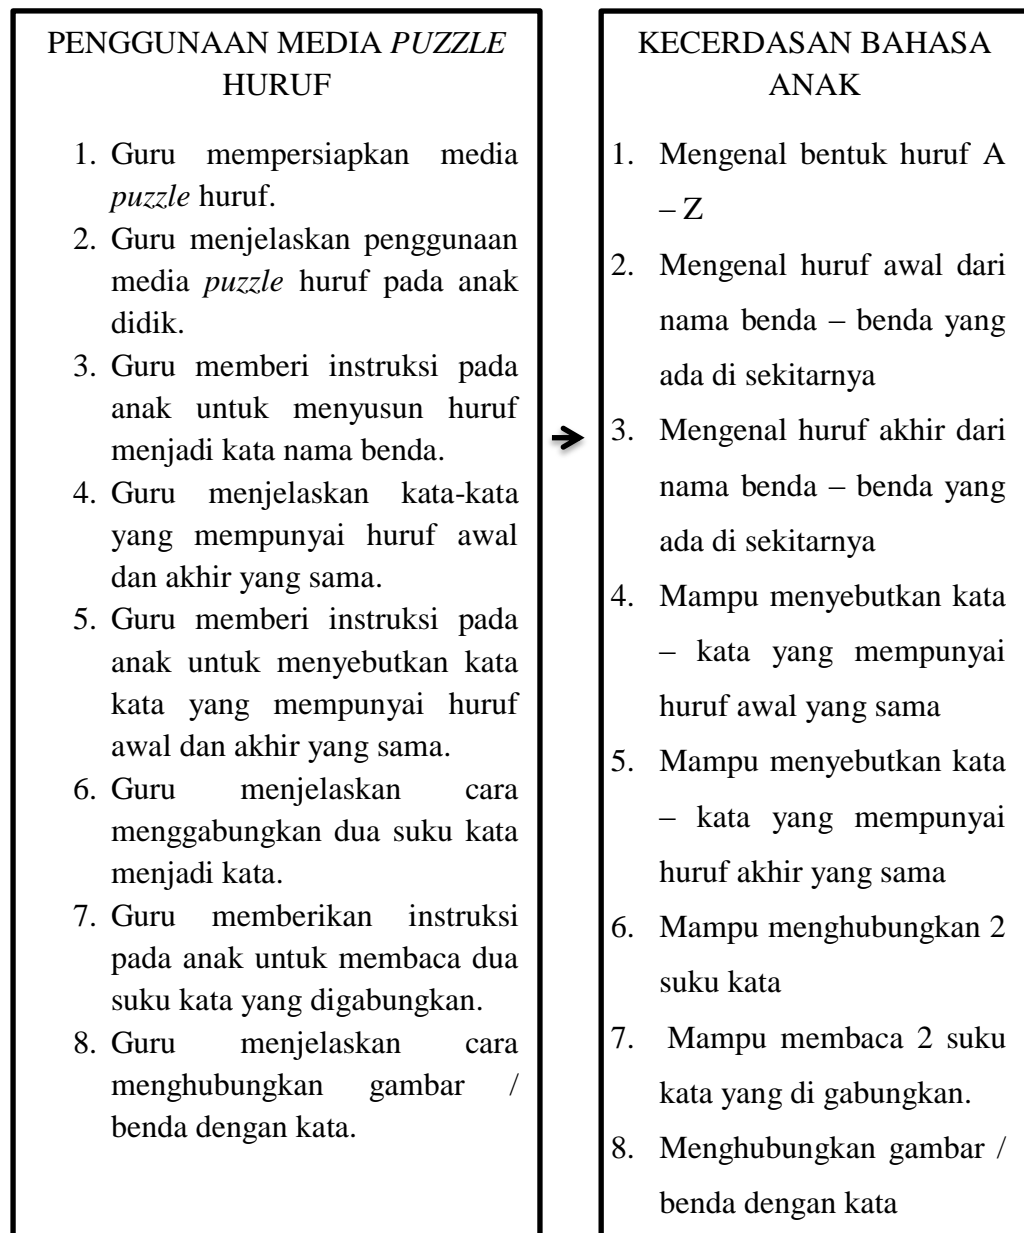 PENGGUNAAN MEDIA PUZZLE
HURUF
1. Guru mempersiapkan media
puzzle huruf.
2. Guru menjelaskan penggunaan
media puzzle huruf pada anak
didik.
3. Guru memberi instruksi pada
anak untuk menyusun huruf
menjadi kata nama benda.
4. Guru menjelaskan kata-kata
yang mempunyai huruf awal
dan akhir yang sama.
5. Guru memberi instruksi pada
anak untuk menyebutkan kata
kata yang mempunyai huruf
awal dan akhir yang sama.
6. Guru menjelaskan cara
menggabungkan dua suku kata
menjadi kata.
7. Guru memberikan instruksi
pada anak untuk membaca dua
suku kata yang digabungkan.
8. Guru menjelaskan cara
menghubungkan gambar /
benda dengan kata.
KECERDASAN BAHASA
ANAK
1. Mengenal bentuk huruf A
– Z
2. Mengenal huruf awal dari
nama benda – benda yang
ada di sekitarnya
3. Mengenal huruf akhir dari
nama benda – benda yang
ada di sekitarnya
4. Mampu menyebutkan kata
– kata yang mempunyai
huruf awal yang sama
5. Mampu menyebutkan kata
– kata yang mempunyai
huruf akhir yang sama
6. Mampu menghubungkan 2
suku kata
7. Mampu membaca 2 suku
kata yang di gabungkan.
8. Menghubungkan gambar /
benda dengan kata